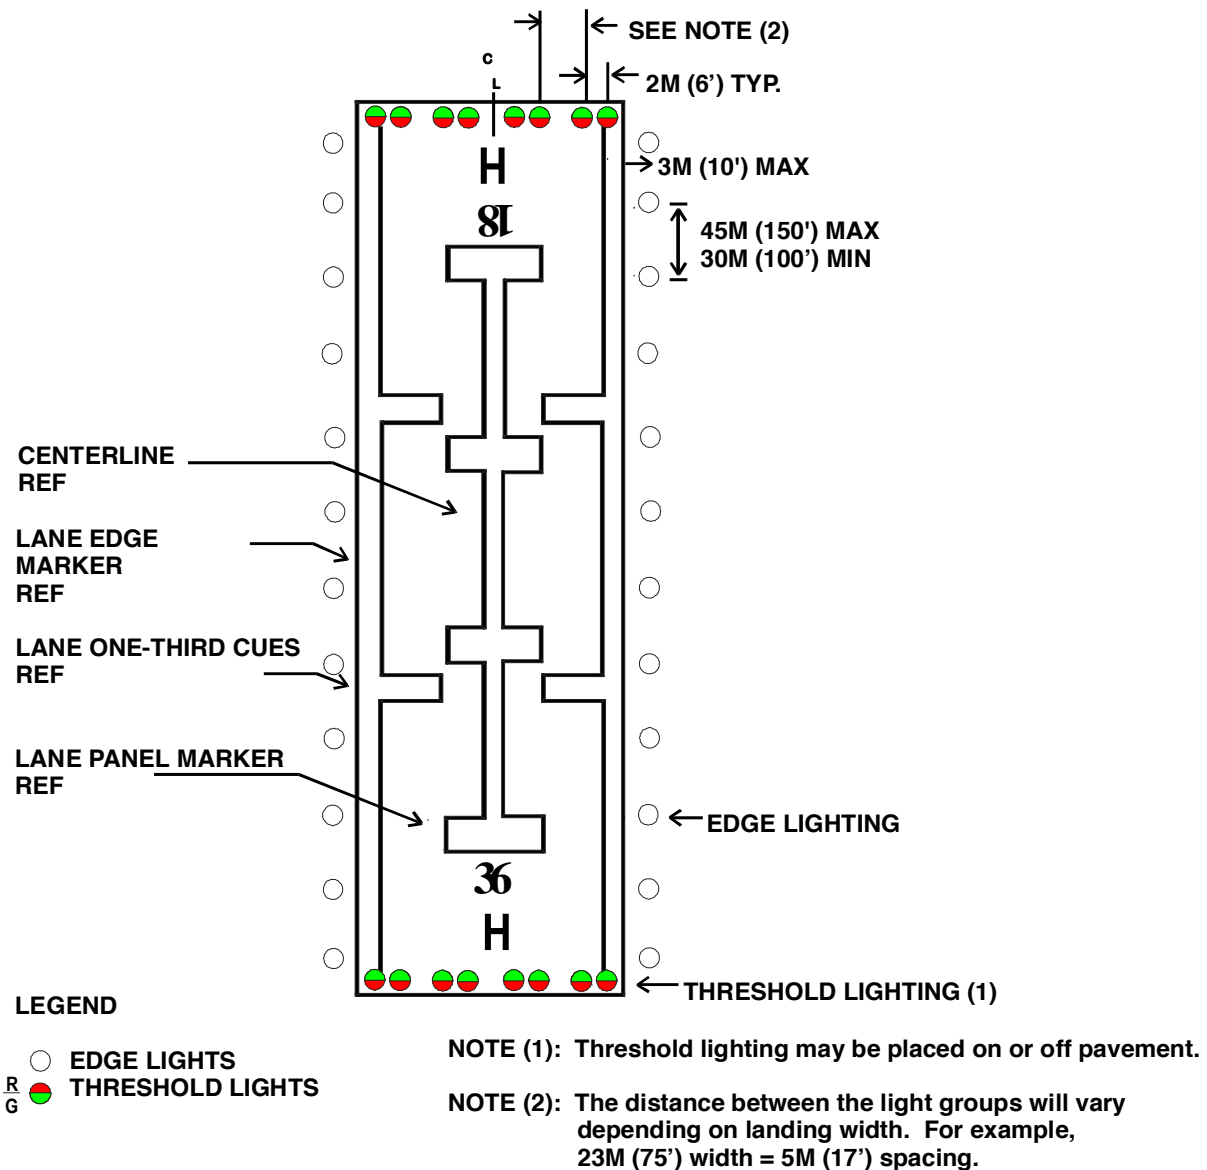 SEE NOTE (2)
C
L
2M (6’) TYP.
H
3M (10') MAX
18
45M (150') MAX
30M (100’) MIN
CENTERLINE
REF
LANE EDGE
MARKER
REF
LANE ONE-THIRD CUES
REF
LANE PANEL MARKER
REF
EDGE LIGHTING
36
H
THRESHOLD LIGHTING (1)
LEGEND
EDGE LIGHTS
R
G
THRESHOLD LIGHTS
NOTE (1): Threshold lighting may be placed on or off pavement.
NOTE (2): The distance between the light groups will vary
depending on landing width. For example,
23M (75’) width = 5M (17’) spacing.